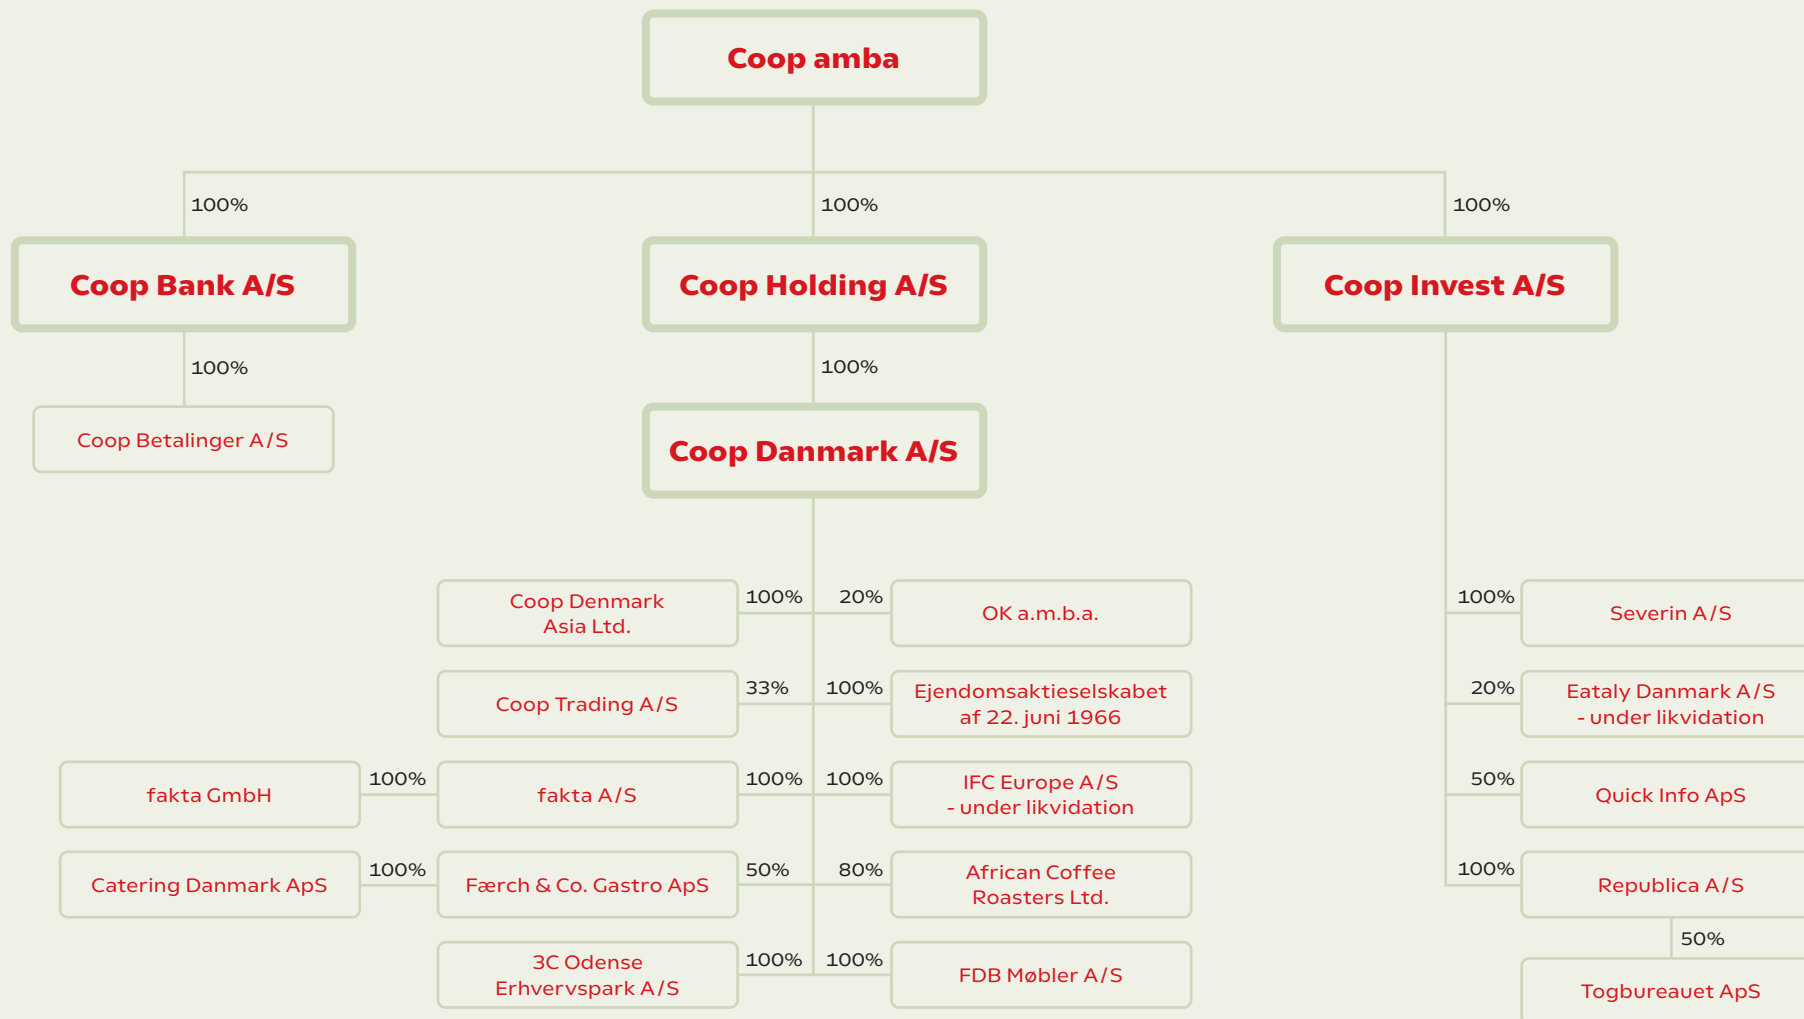 Coop amba
100%
100%
100%
Coop Bank A/S
Coop Holding A/S
Coop Invest A/S
100%
100%
Coop Betalinger A/S
Coop Danmark A/S
Coop Denmark
Asia Ltd.
100%
20%
OK a.m.b.a.
100%
Severin A/S
Coop Trading A/S
33%
100%
Ejendomsaktieselskabet
af 22. juni 1966
20%
Eataly Danmark A/S
- under likvidation
fakta GmbH
100%
fakta A/S
100%
100%
IFC Europe A/S
- under likvidation
50%
Quick Info ApS
Catering Danmark ApS
100%
Færch & Co. Gastro ApS
50%
80%
African Coffee
Roasters Ltd.
100%
Republica A/S
3C Odense
Erhvervspark A/S
100%
100%
FDB Møbler A/S
50%
Togbureauet ApS